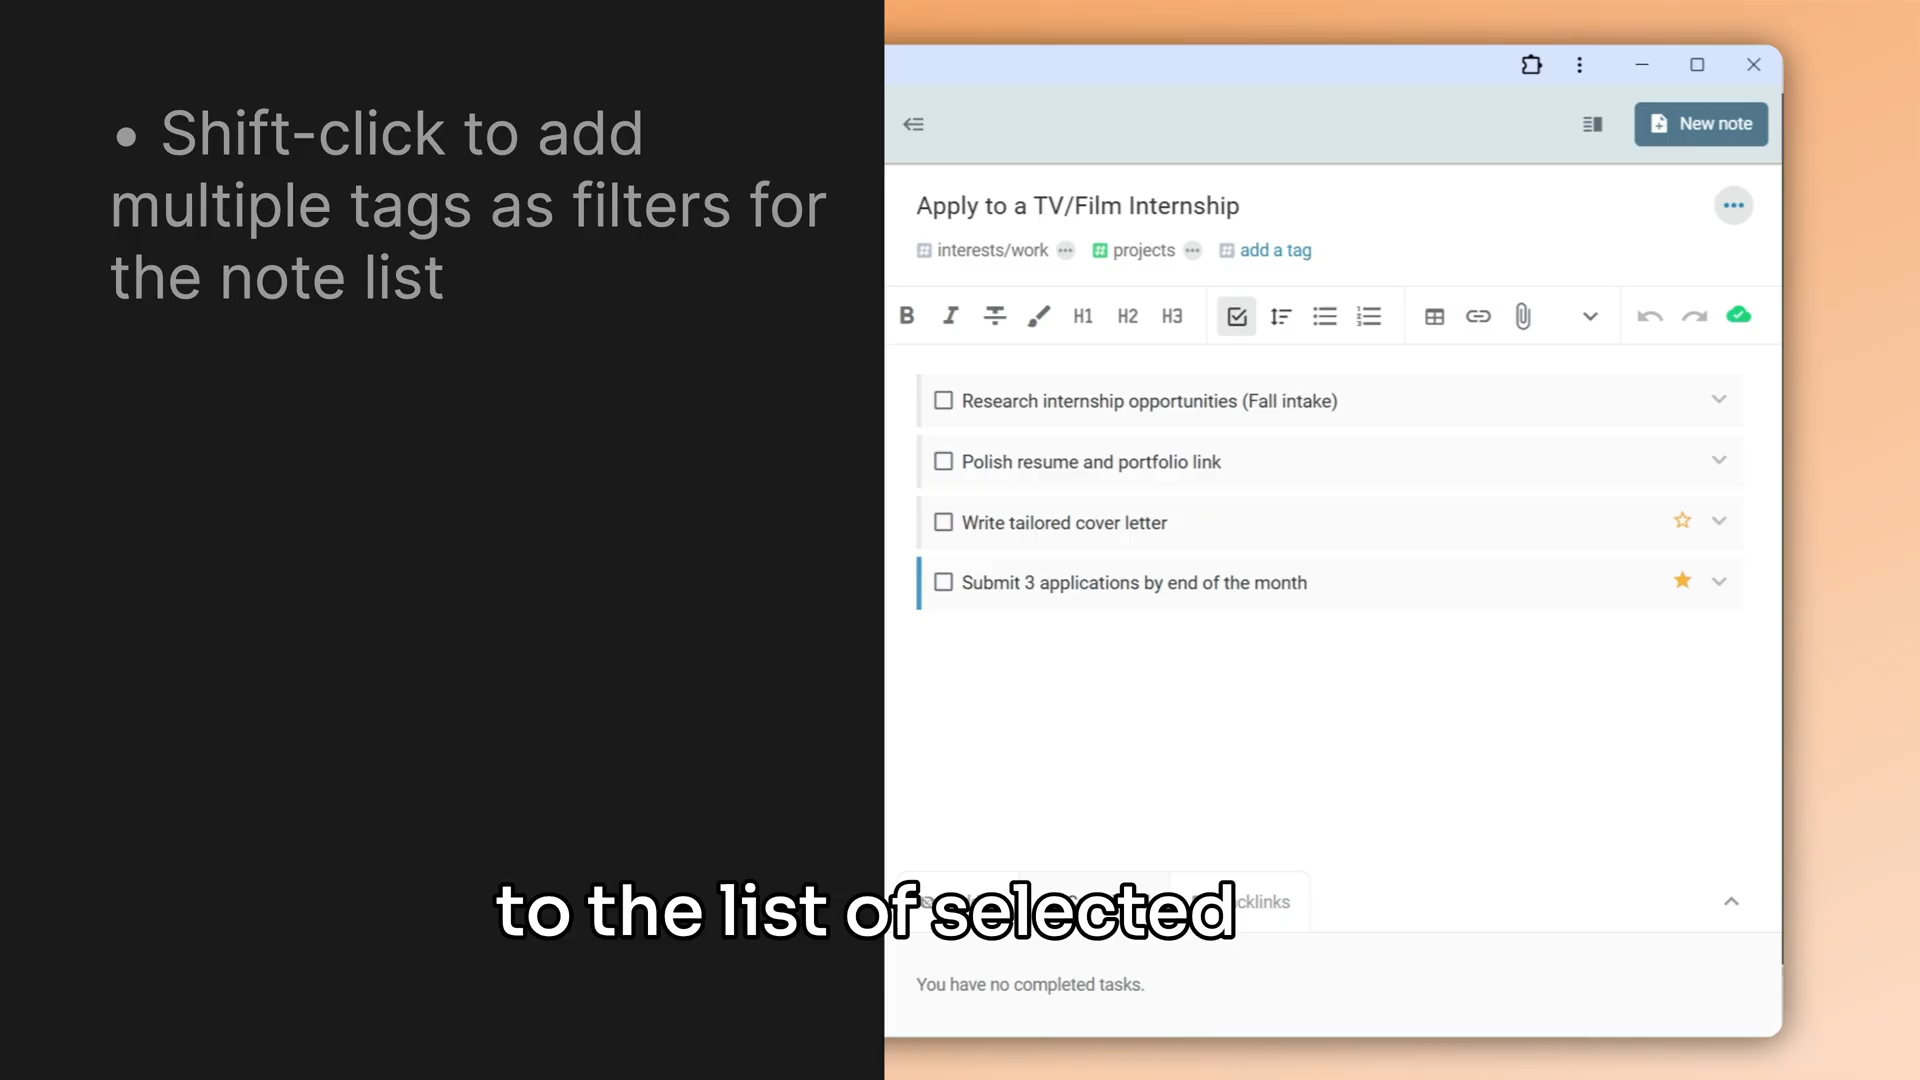 • Shift-click to add
multiple tags as filters for
the note list
New note
Apply to a TV/Film Internship
interests/work
projects
add a tag
B I H1 H2 H3
Research internship opportunities (Fall intake)
Polish resume and portfolio link
Write tailored cover letter
Submit 3 applications by end of the month
to the list of selected
You have no completed tasks.